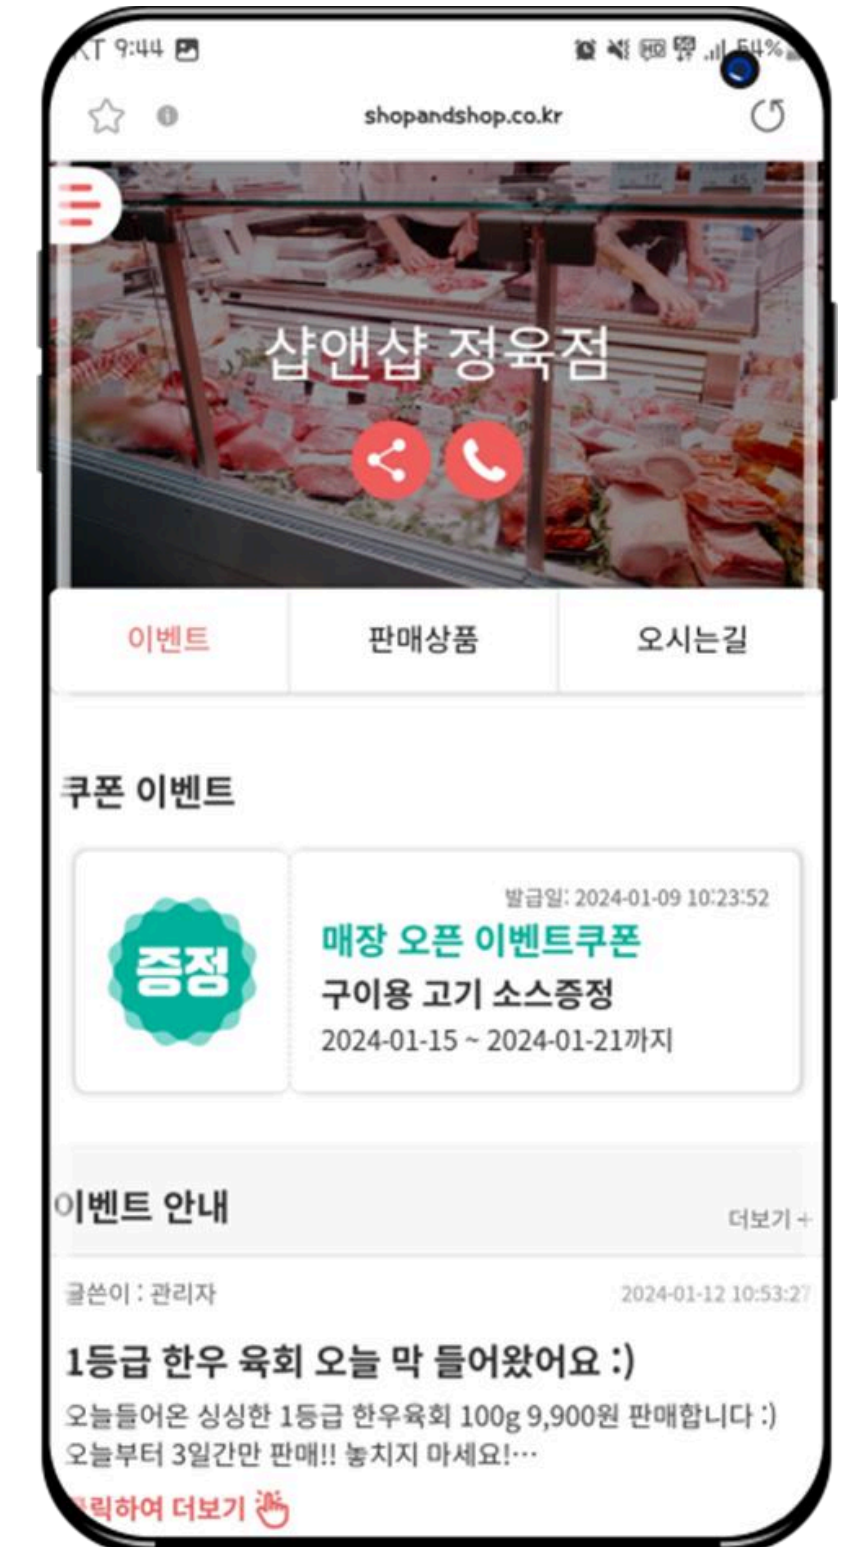 9:44
54%
shopandshop.co.kr
샵앤샵 정육점
이벤트
판매상품
오시는길
쿠폰 이벤트
증정
발급일: 2024-01-09 10:23:52
매장 오픈 이벤트쿠폰
구이용 고기 소스증정
2024-01-15 ~ 2024-01-21까지
이벤트 안내
더보기 +
글쓴이 : 관리자
2024-01-12 10:53:27
1등급 한우 육회 오늘 막 들어왔어요 :)
오늘들어온 싱싱한 1등급 한우육회 100g 9,900원 판매합니다 :)
오늘부터 3일간만 판매!! 놓치지 마세요!…
클릭하여 더보기